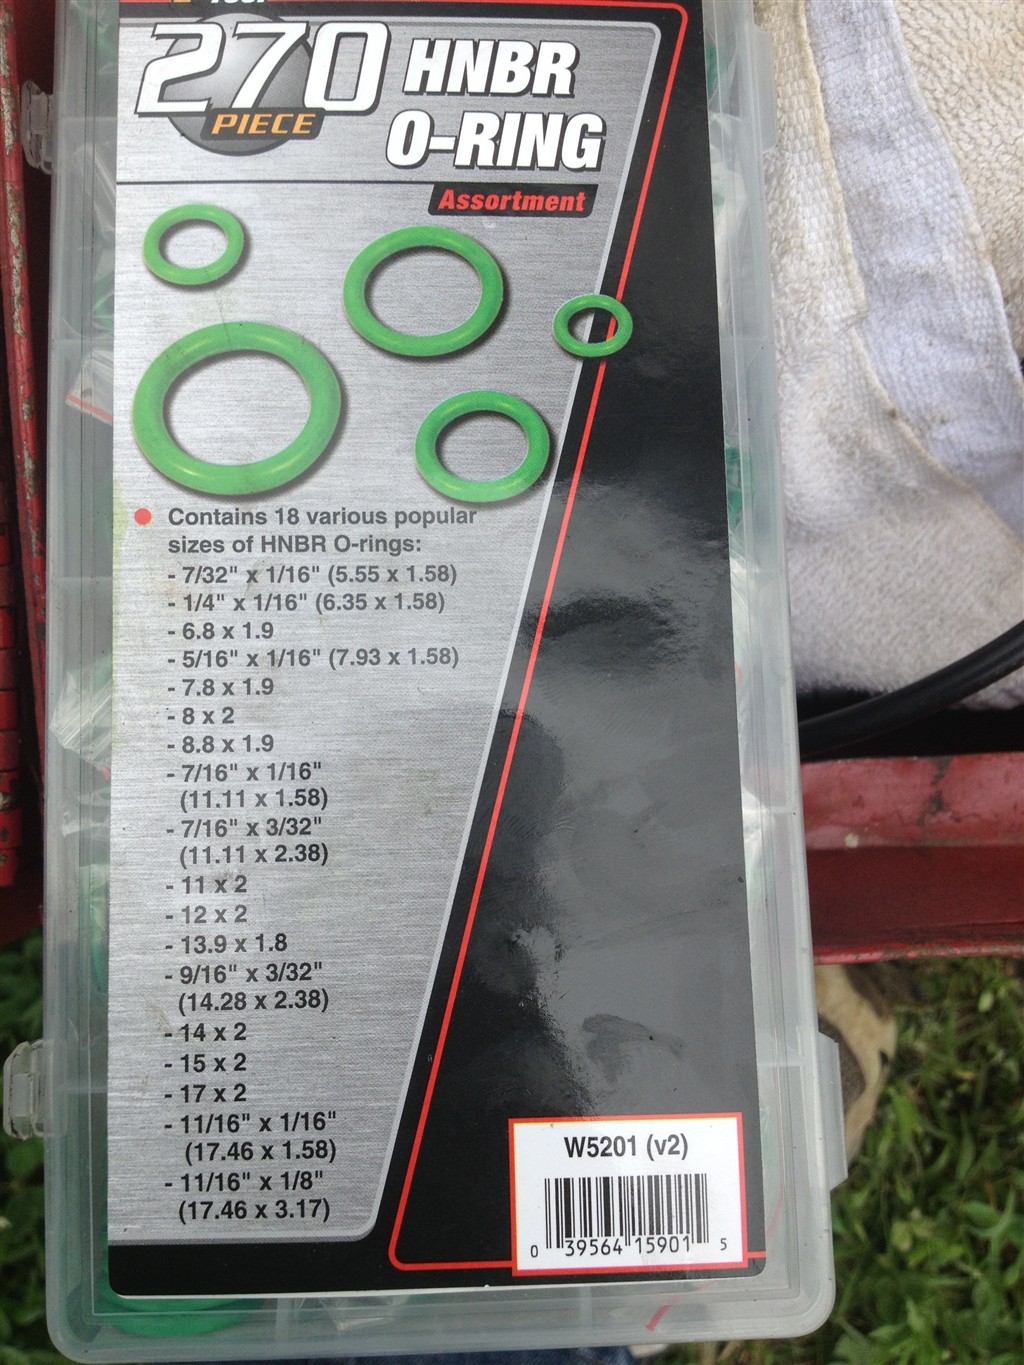 270
PIECE
HNBR
O-RING
Assortment
Contains 18 various popular
sizes of HNBR O-rings:
- 7/32" x 1/16" (5.55 x 1.58)
- 1/4" x 1/16" (6.35 x 1.58)
- 6.8 x 1.9
- 5/16" x 1/16" (7.93 x 1.58)
- 7.8 x 1.9
- 8 x 2
- 8.8 x 1.9
- 7/16" x 1/16"
(11.11 x 1.58)
- 7/16" x 3/32"
(11.11 x 2.38)
- 11 x 2
- 12 x 2
- 13.9 x 1.8
- 9/16" x 3/32"
(14.28 x 2.38)
- 14 x 2
- 15 x 2
- 17 x 2
- 11/16" x 1/16"
(17.46 x 1.58)
- 11/16" x 1/8"
(17.46 x 3.17)
W5201 (v2)
0 39564 15901 5